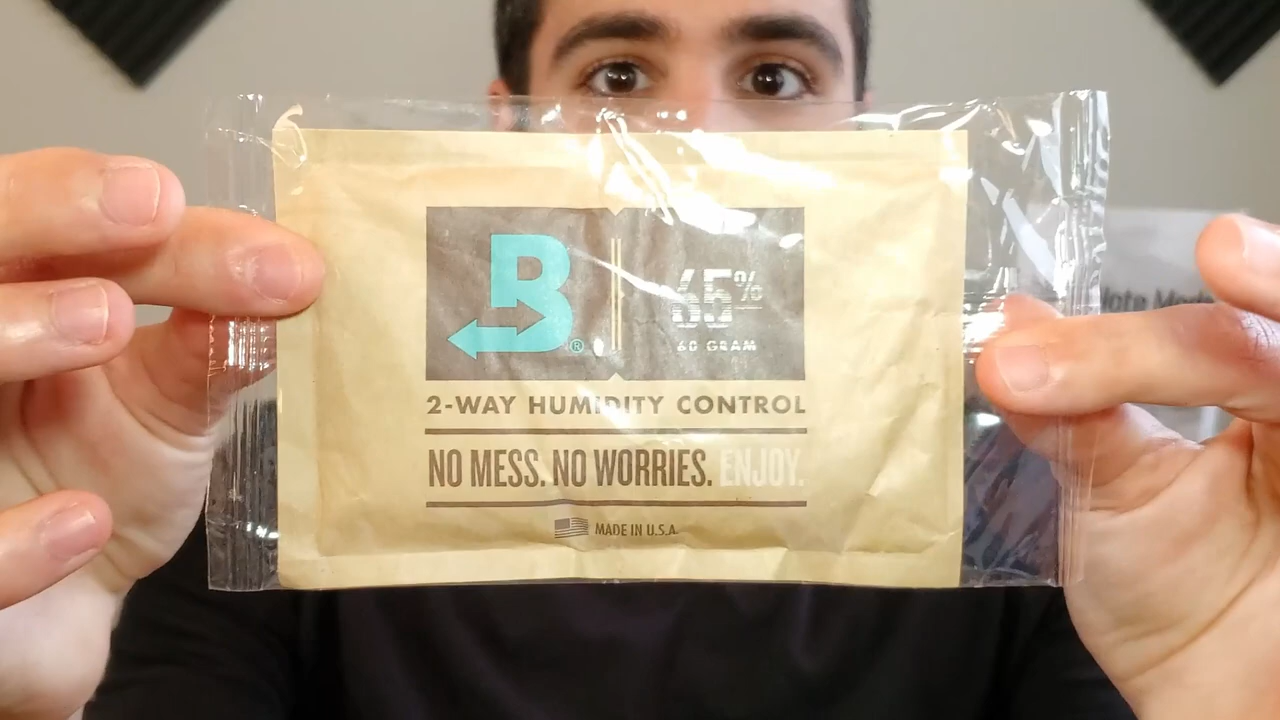 B®
65%
60 GRAM
2-WAY HUMIDITY CONTROL
NO MESS. NO WORRIES. ENJOY.
MADE IN U.S.A.